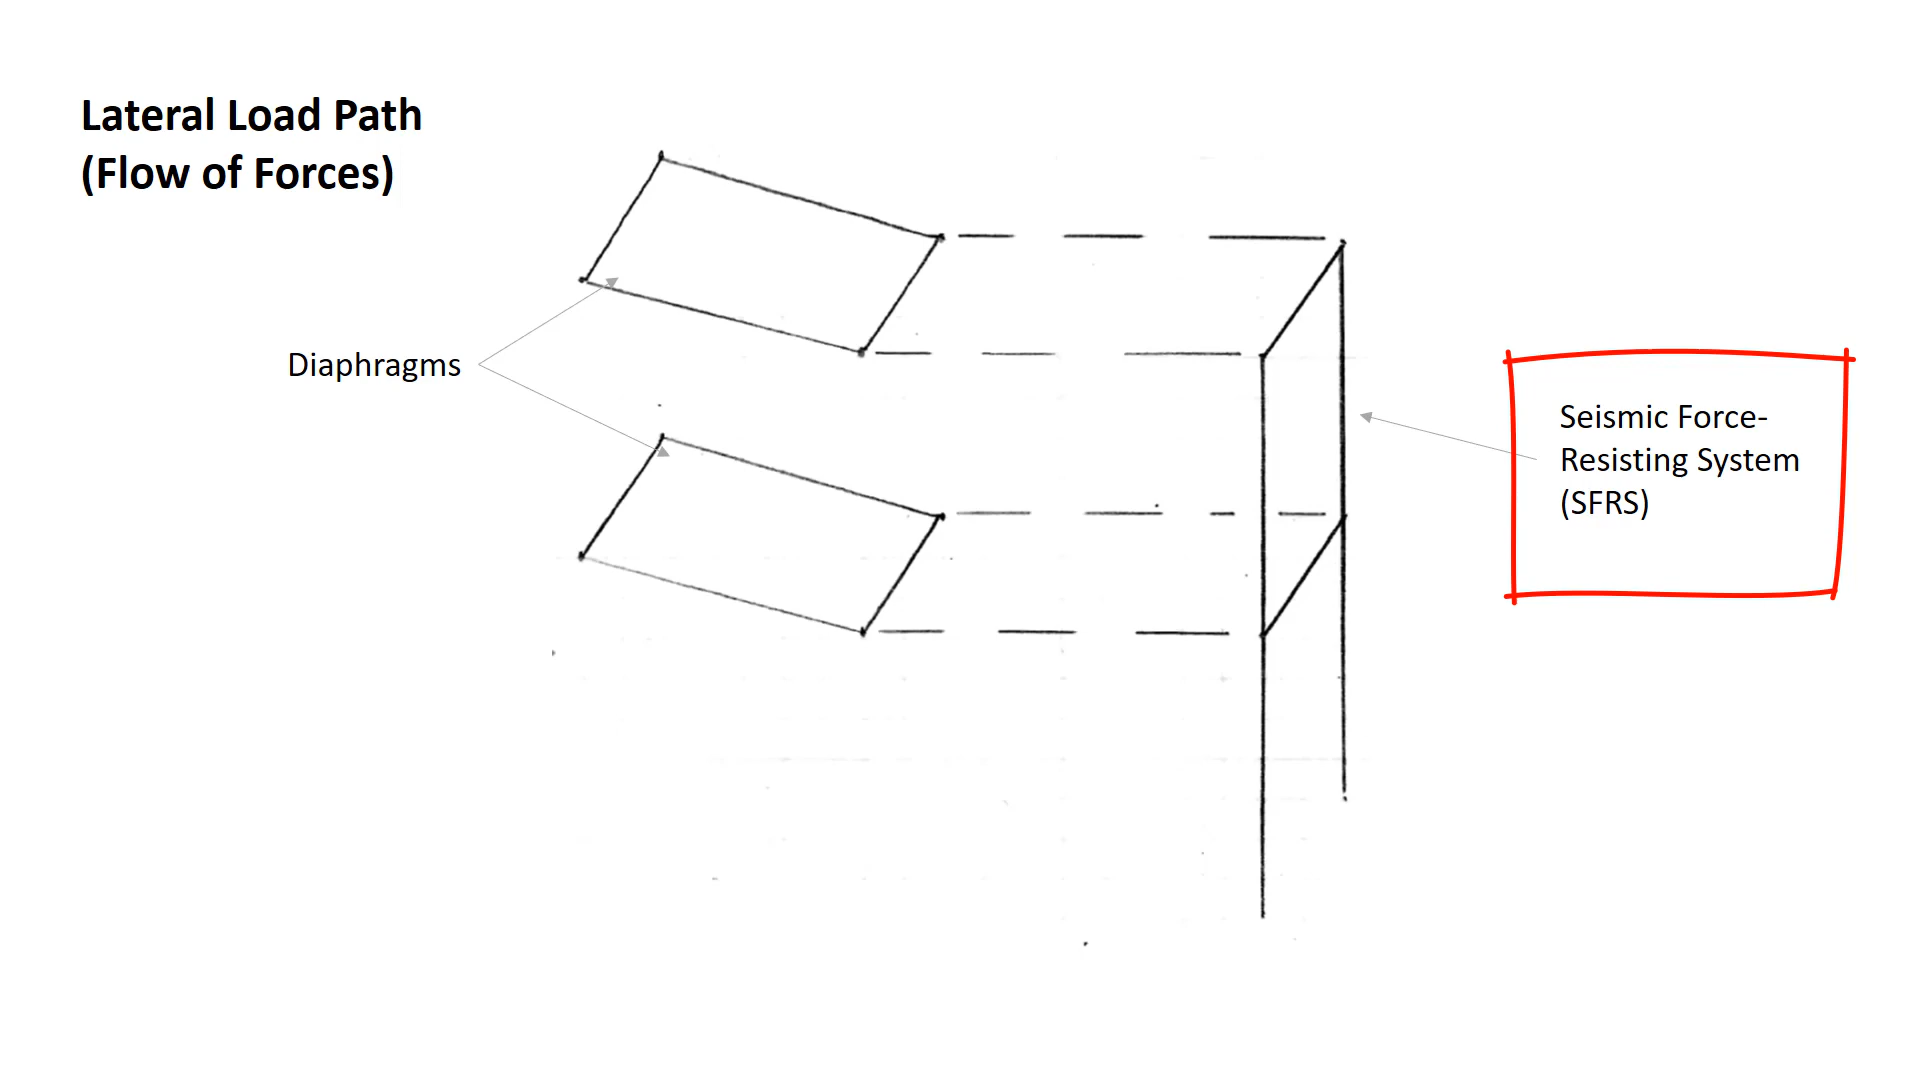 Lateral Load Path
(Flow of Forces)
Diaphragms
Seismic Force-
Resisting System
(SFRS)